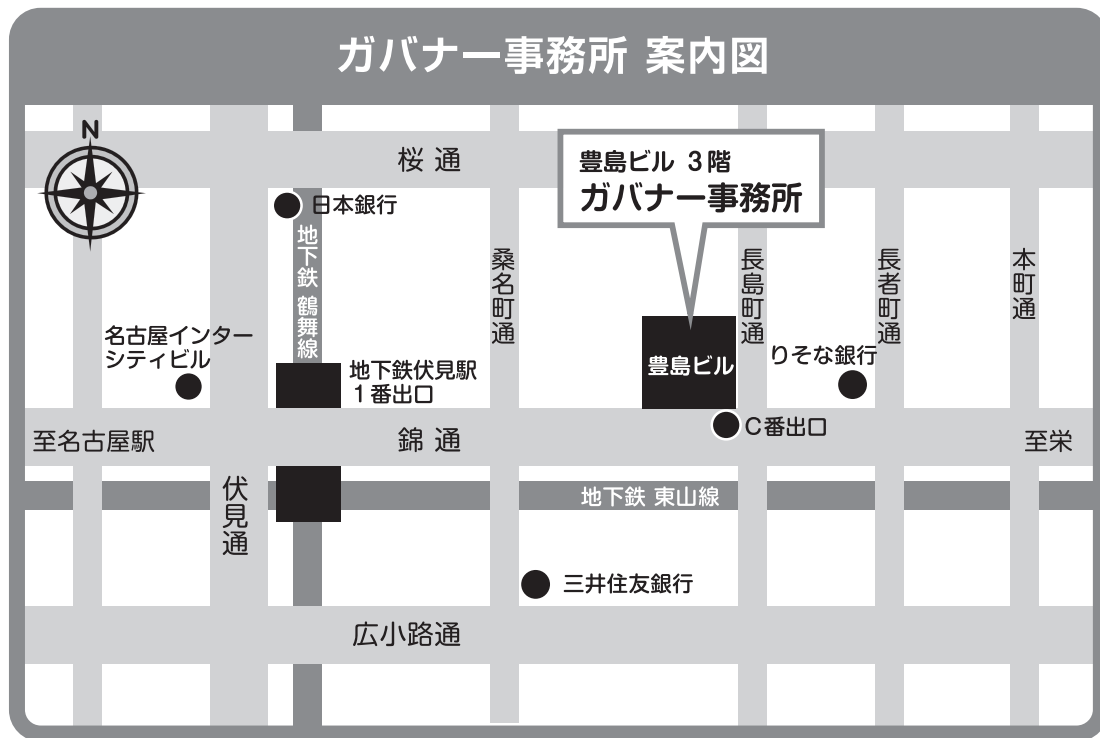 ガバナー事務所 案内図
N
桜 通
豊島ビル 3階
ガバナー事務所
日本銀行
地下鉄 鶴舞線
桑名町通
長島町通
長者町通
本町通
名古屋インター
シティビル
地下鉄伏見駅
1番出口
豊島ビル
りそな銀行
至名古屋駅
錦 通
C番出口
至栄
伏見通
地下鉄 東山線
三井住友銀行
広小路通